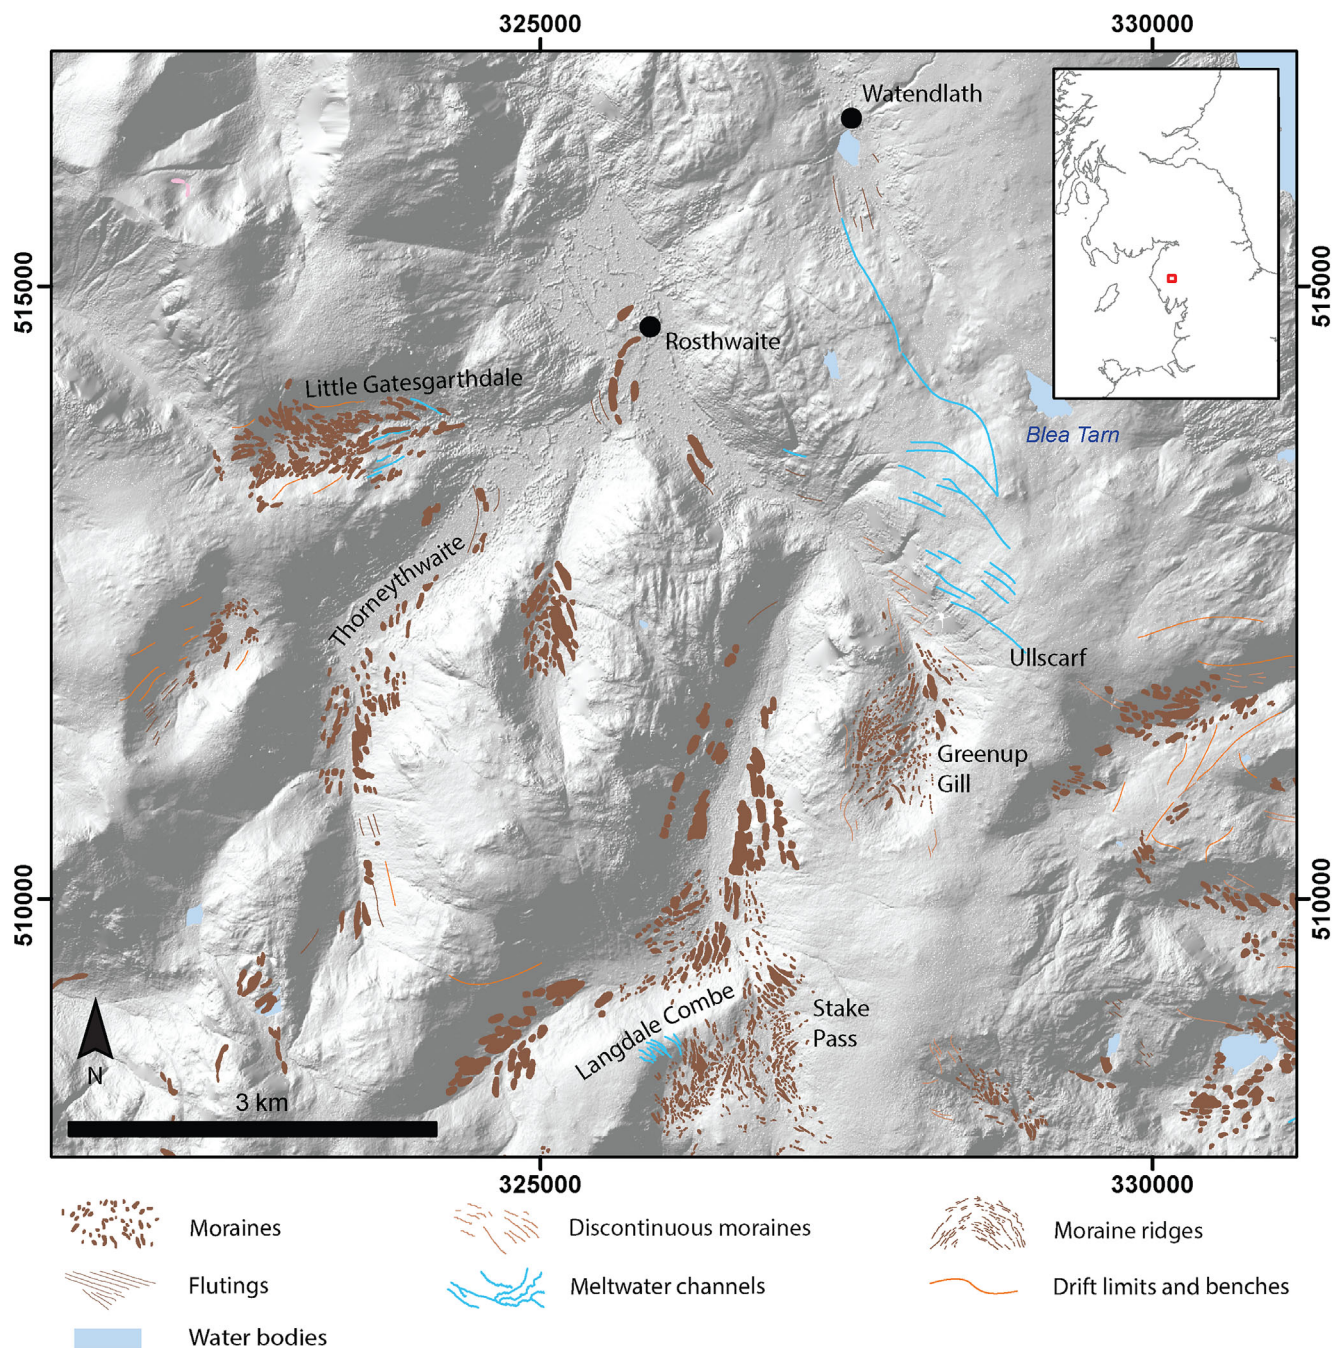 325000
330000
Watendlath
515000
515000
Rosthwaite
Little Gatesgarthdale
Blea Tarn
Thorneythwaite
Ullscarf
Greenup
Gill
510000
510000
Langdale Combe
Stake
Pass
N
3 km
325000
330000
Moraines
Discontinuous moraines
Moraine ridges
Flutings
Meltwater channels
Drift limits and benches
Water bodies